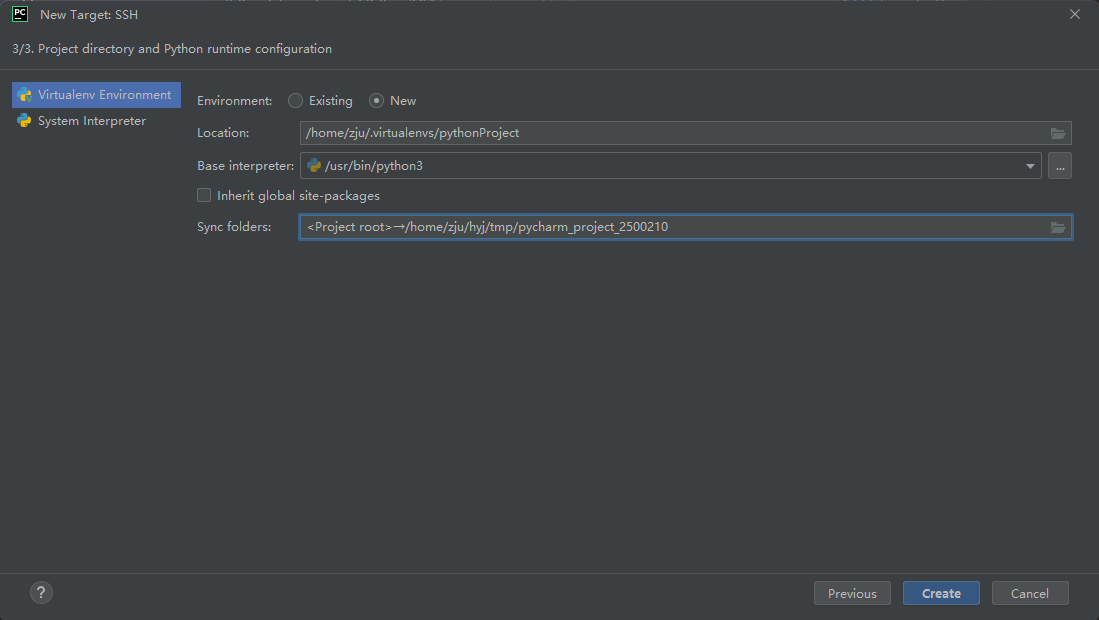 PC New Target: SSH
3/3. Project directory and Python runtime configuration
Virtualenv Environment
System Interpreter
Environment: Existing New
Location: /home/zju/.virtualenvs/pythonProject
Base interpreter: /usr/bin/python3 ...
Inherit global site-packages
Sync folders: <Project root>→/home/zju/hyj/tmp/pycharm_project_2500210
? Previous Create Cancel